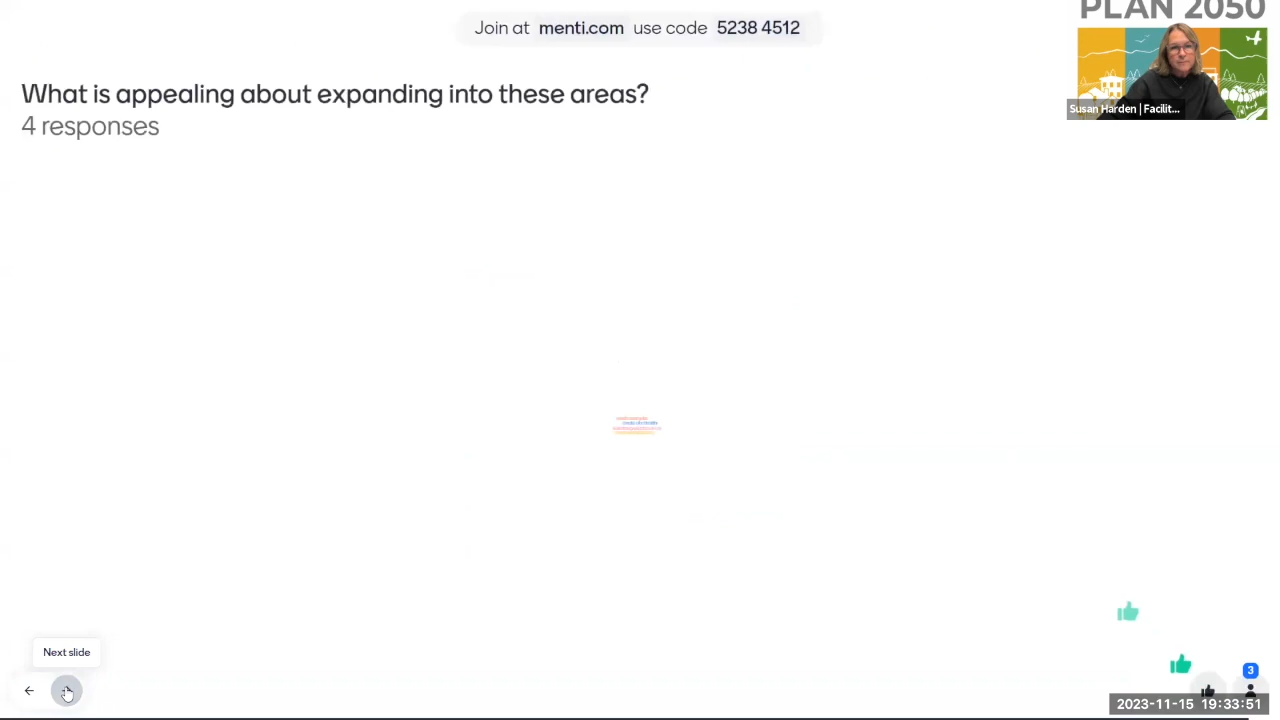 Join at menti.com use code 5238 4512
PLAN 2050
What is appealing about expanding into these areas?
4 responses
Susan Harden | Facilit...
Next slide
3
2023-11-15 19:33:51